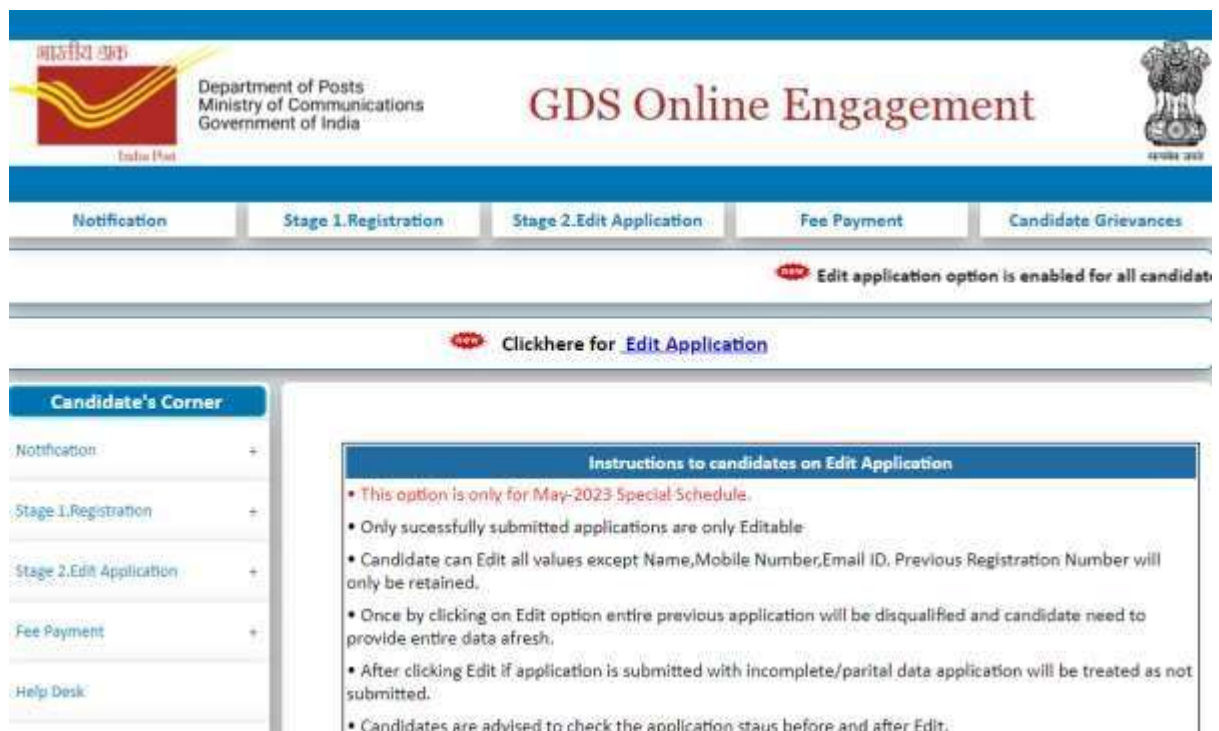 भारतीय डाक
India Post
Department of Posts
Ministry of Communications
Government of India
GDS Online Engagement
Notification
Stage 1.Registration
Stage 2.Edit Application
Fee Payment
Candidate Grievances
new Edit application option is enabled for all candidat
new Clickhere for Edit Application
Candidate's Corner
Notification +
Stage 1.Registration +
Stage 2.Edit Application +
Fee Payment +
Help Desk
Instructions to candidates on Edit Application
• This option is only for May-2023 Special Schedule.
• Only sucessfully submitted applications are only Editable
• Candidate can Edit all values except Name,Mobile Number,Email ID. Previous Registration Number will
only be retained.
• Once by clicking on Edit option entire previous application will be disqualified and candidate need to
provide entire data afresh.
• After clicking Edit if application is submitted with incomplete/parital data application will be treated as not
submitted.
• Candidates are advised to check the application staus before and after Edit.